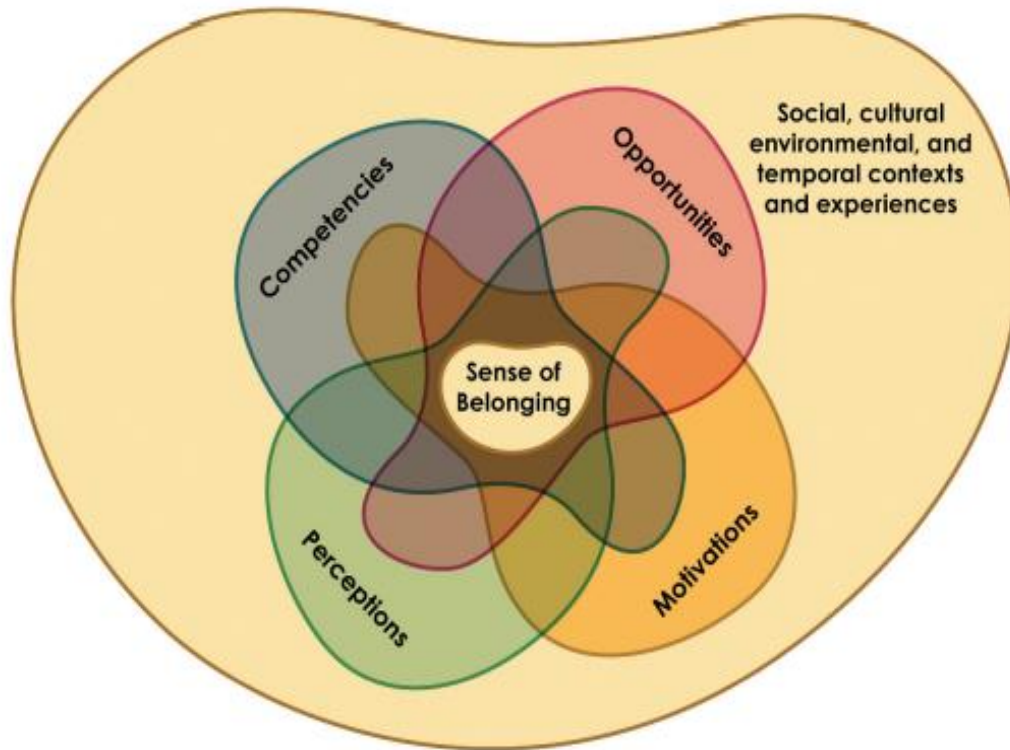 Social, cultural
environmental, and
temporal contexts
and experiences
Competencies
Opportunities
Sense of
Belonging
Perceptions
Motivations